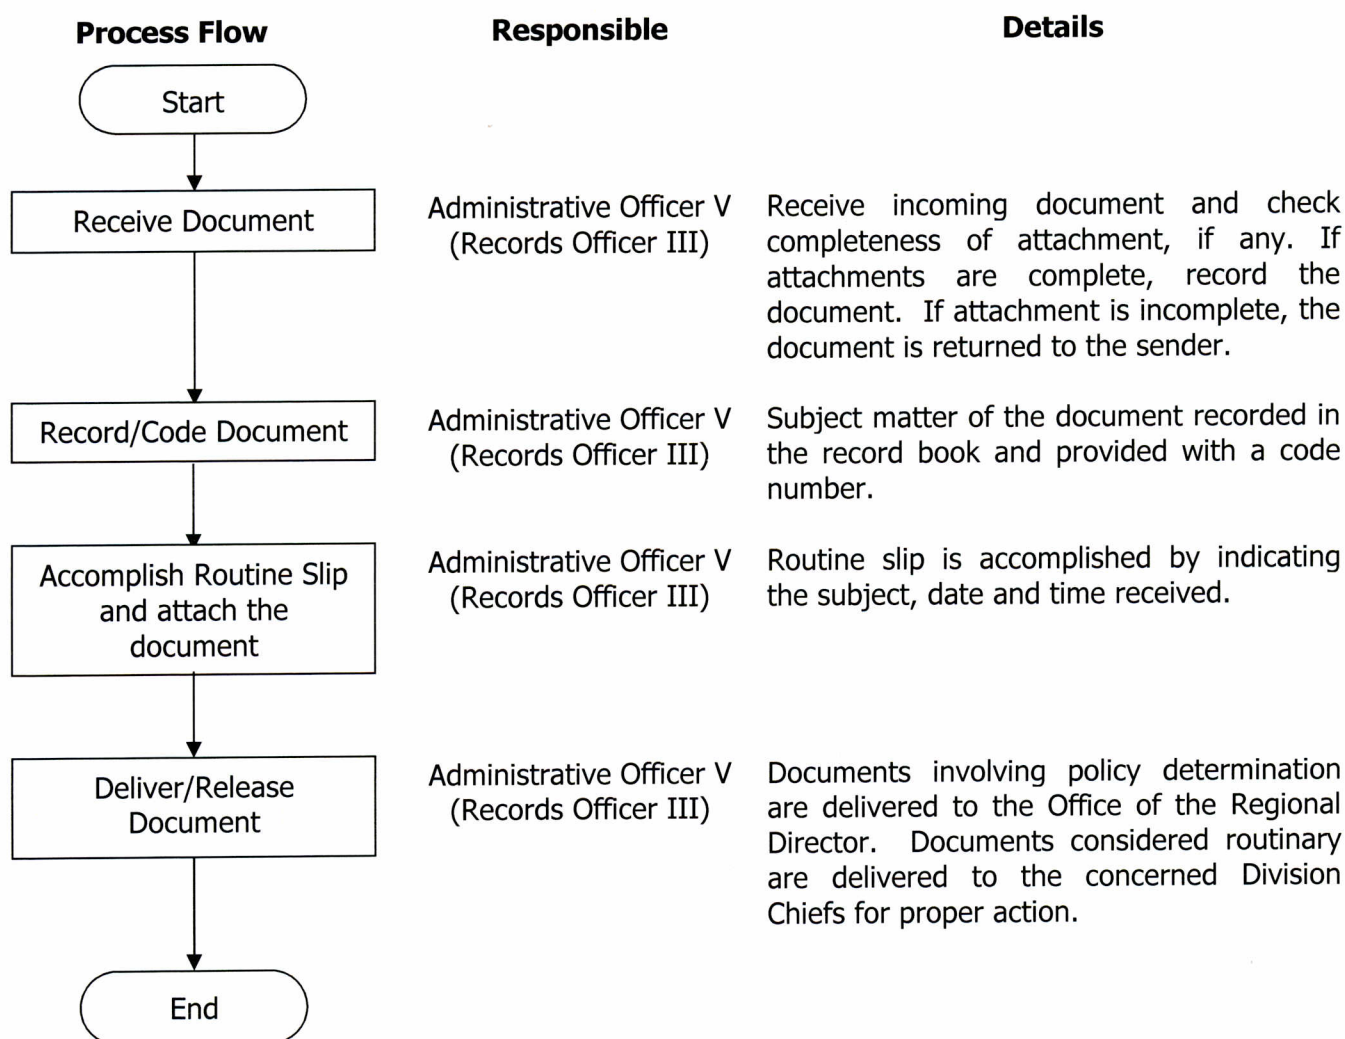 Process Flow
Responsible
Details
Start
Receive Document
Administrative Officer V
(Records Officer III)
Receive incoming document and check
completeness of attachment, if any. If
attachments are complete, record the
document. If attachment is incomplete, the
document is returned to the sender.
Record/Code Document
Administrative Officer V
(Records Officer III)
Subject matter of the document recorded in
the record book and provided with a code
number.
Accomplish Routine Slip
and attach the
document
Administrative Officer V
(Records Officer III)
Routine slip is accomplished by indicating
the subject, date and time received.
Deliver/Release
Document
Administrative Officer V
(Records Officer III)
Documents involving policy determination
are delivered to the Office of the Regional
Director. Documents considered routinary
are delivered to the concerned Division
Chiefs for proper action.
End